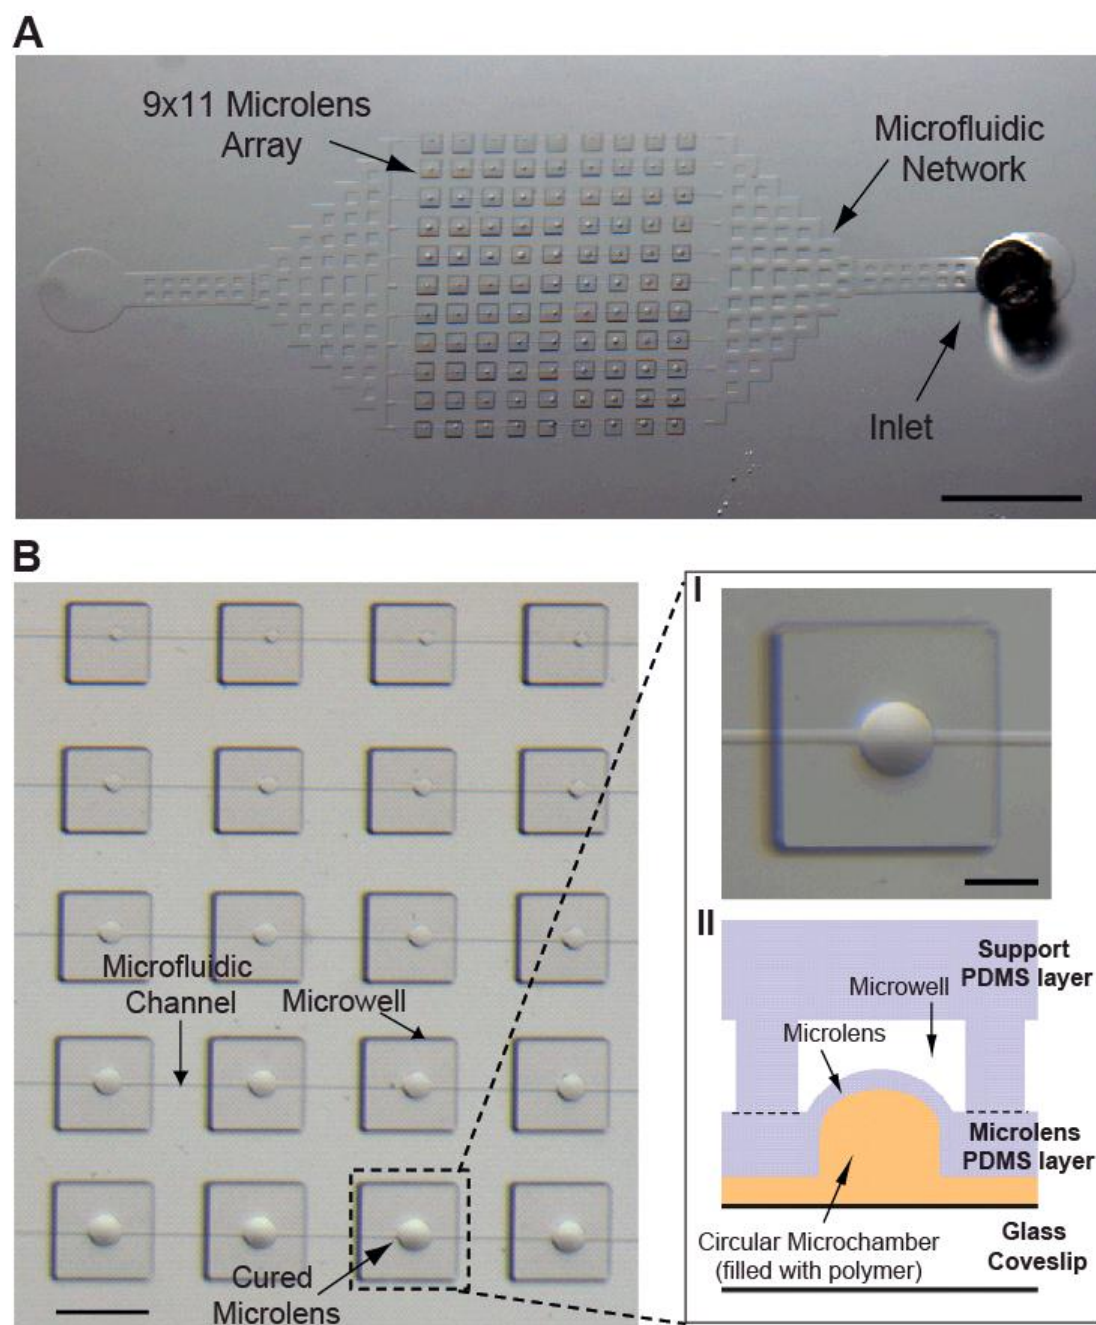 A
9x11 Microlens
Array
Microfluidic
Network
Inlet
B
Microfluidic
Channel
Microwell
Cured
Microlens
I
II
Support
PDMS layer
Microwell
Microlens
Microlens
PDMS layer
Circular Microchamber
(filled with polymer)
Glass
Coveslip